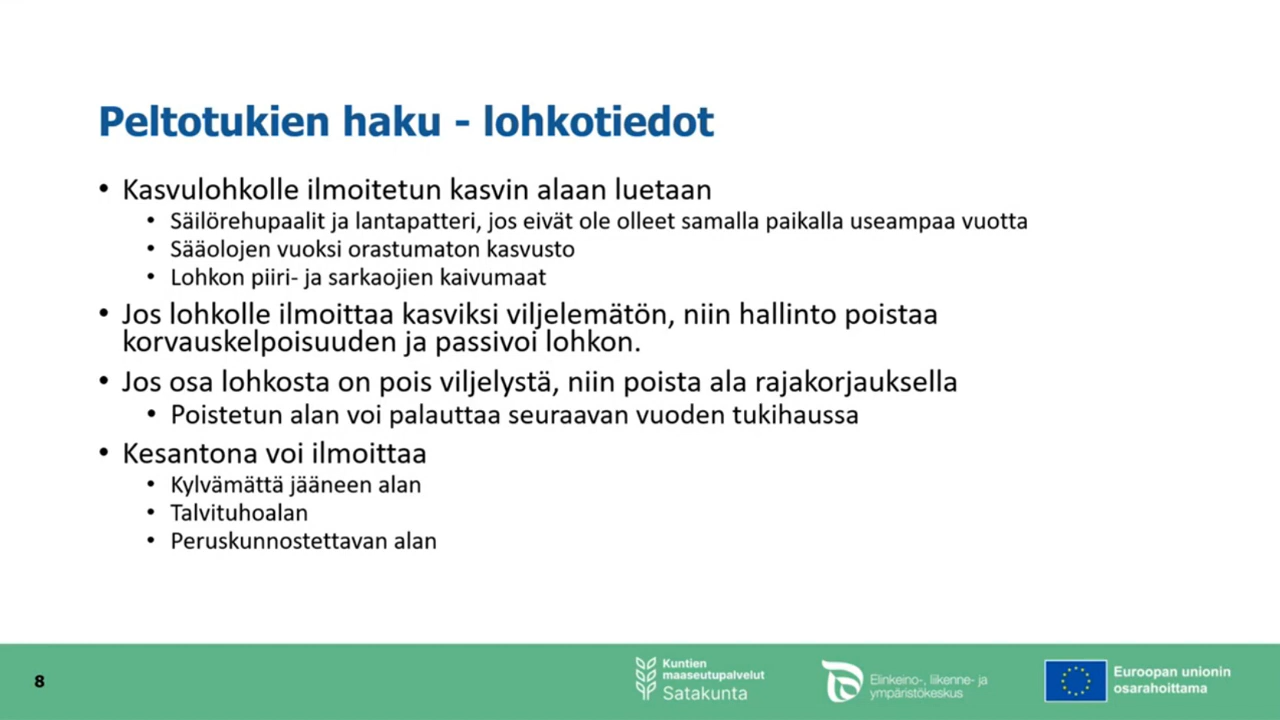 Peltotukien haku - lohkotiedot
• Kasvulohkolle ilmoitetun kasvin alaan luetaan
• Säilörehupaalit ja lantapatteri, jos eivät ole olleet samalla paikalla useampaa vuotta
• Sääolojen vuoksi orastumaton kasvusto
• Lohkon piiri- ja sarkaojien kaivumaat
• Jos lohkolle ilmoittaa kasviksi viljelemätön, niin hallinto poistaa
korvauskelpoisuuden ja passivoi lohkon.
• Jos osa lohkosta on pois viljelystä, niin poista ala rajakorjauksella
• Poistetun alan voi palauttaa seuraavan vuoden tukihaussa
• Kesantona voi ilmoittaa
• Kylvämättä jääneen alan
• Talvituhoalan
• Peruskunnostettavan alan
8
Kuntien
maaseutupalvelut
Satakunta
Elinkeino-, liikenne- ja
ympäristökeskus
Euroopan unionin
osarahoittama